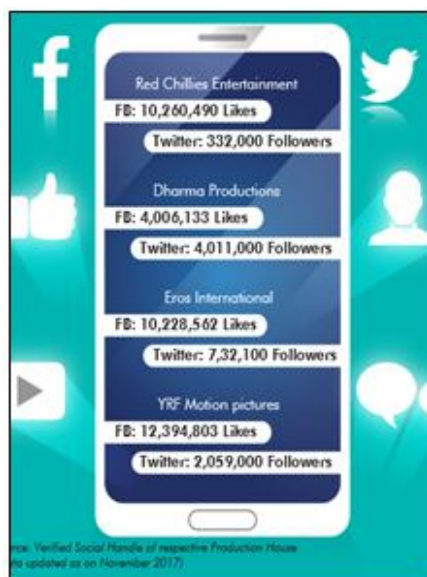 Red Chillies Entertainment
FB: 10,260,490 Likes
Twitter: 332,000 Followers
Dharma Productions
FB: 4,006,133 Likes
Twitter: 4,011,000 Followers
Eros International
FB: 10,228,562 Likes
Twitter: 7,32,100 Followers
YRF Motion pictures
FB: 12,394,803 Likes
Twitter: 2,059,000 Followers
Verified Social Handle of respective Production House
updated as on November 2017)